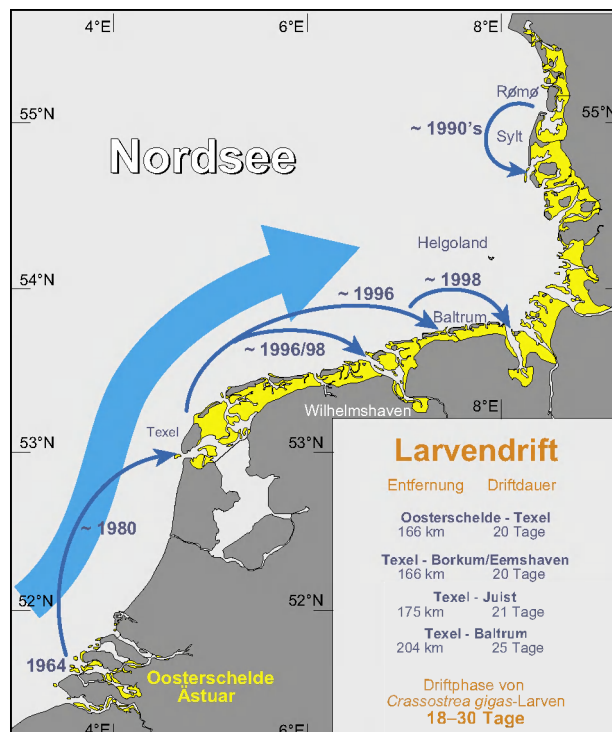 4°E 6°E 8°E
Rømø
55°N 55°N
~ 1990's
Sylt
Nordsee
Helgoland
54°N 54°N
~ 1998
~ 1996
Baltrum
~ 1996/98
Wilhelmshaven
8°E
Texel
53°N 53°N
~ 1980
52°N 52°N
1964
Oosterschelde
Ästuar
4°E 6°E
Larvendrift
Entfernung Driftdauer
Oosterschelde - Texel
166 km 20 Tage
Texel - Borkum/Eemshaven
166 km 20 Tage
Texel - Juist
175 km 21 Tage
Texel - Baltrum
204 km 25 Tage
Driftphase von
Crassostrea gigas-Larven
18–30 Tage